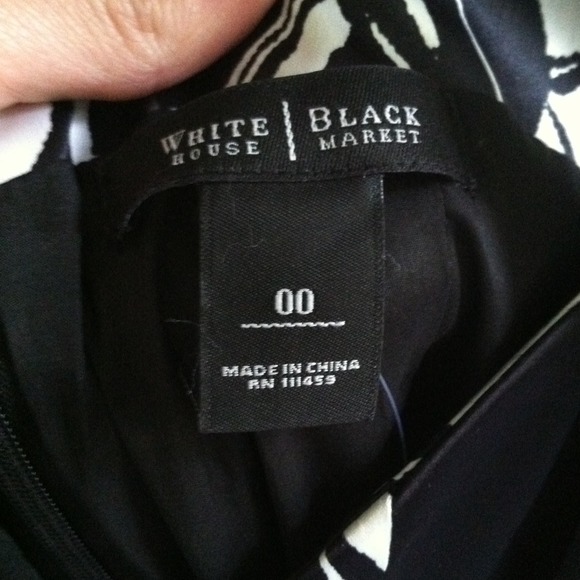 WHITE HOUSE | BLACK MARKET
00
MADE IN CHINA
RN 111459